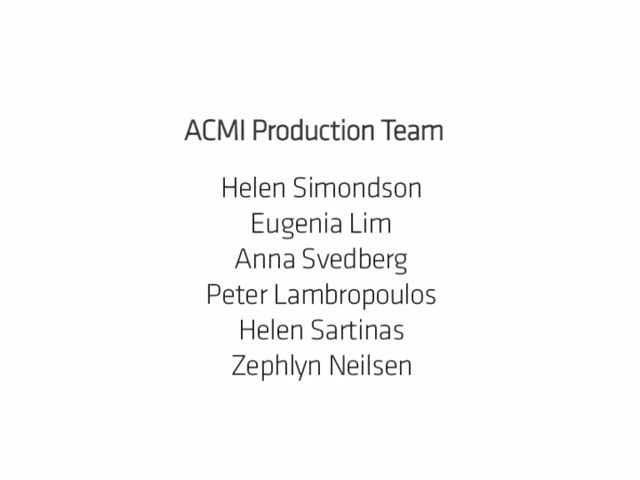 ACMI Production Team
Helen Simondson
Eugenia Lim
Anna Svedberg
Peter Lambropoulos
Helen Sartinas
Zephlyn Neilsen